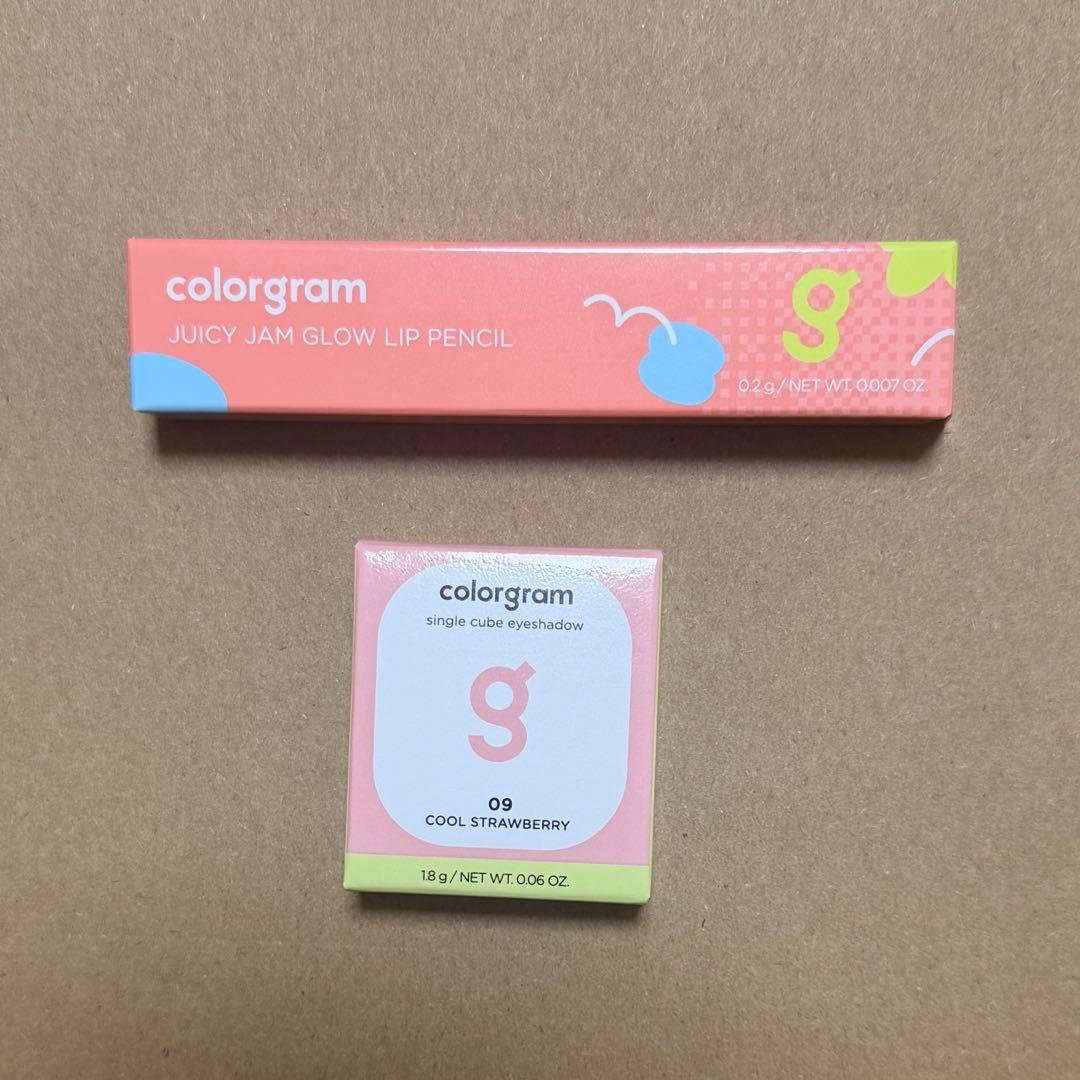 colorgram
JUICY JAM GLOW LIP PENCIL
g
0.2 g / NET WT. 0.007 OZ.
colorgram
single cube eyeshadow
g
09
COOL STRAWBERRY
1.8 g / NET WT. 0.06 OZ.